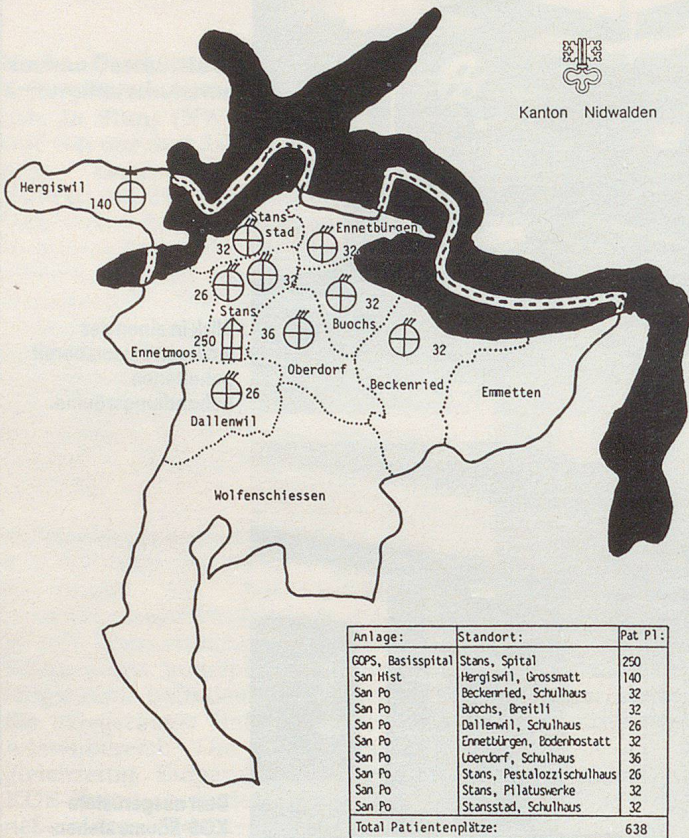 Kanton Nidwalden
Hergiswil
140
Stans
stad
Ennetbürgen
32
32
26
32
32
Stans
36
Buochs
250
32
Ennetmoos
Oberdorf
Beckenried
Emmetten
26
Dallenwil
Wolfenschiessen
Anlage: Standort: Pat Pl:
GOPS, Basisspital Stans, Spital 250
San Hist Hergiswil, Grossmatt 140
San Po Beckenried, Schulhaus 32
San Po Buochs, Breitli 32
San Po Dallenwil, Schulhaus 26
San Po Ennetbürgen, Bodenhostatt 32
San Po Oberdorf, Schulhaus 36
San Po Stans, Pestalozzischulhaus 26
San Po Stans, Pilatuswerke 32
San Po Stansstad, Schulhaus 32
Total Patientenplätze: 638